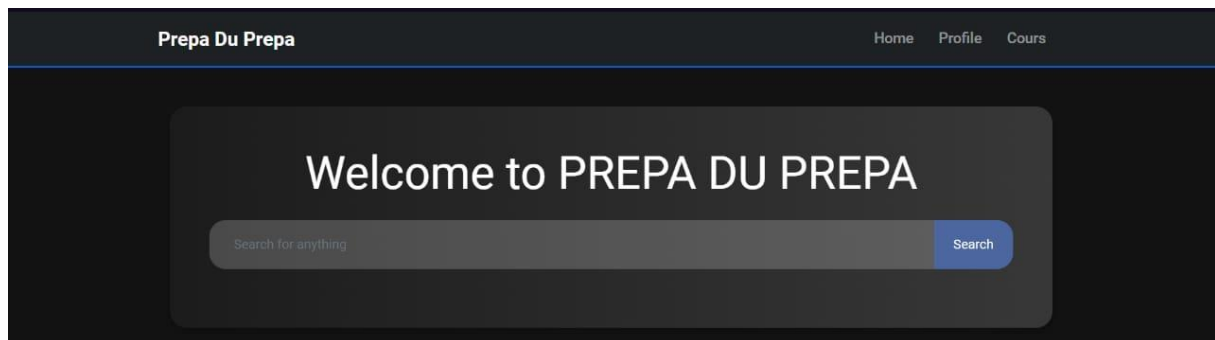 Prepa Du Prepa
Home Profile Cours
Welcome to PREPA DU PREPA
Search for anything
Search